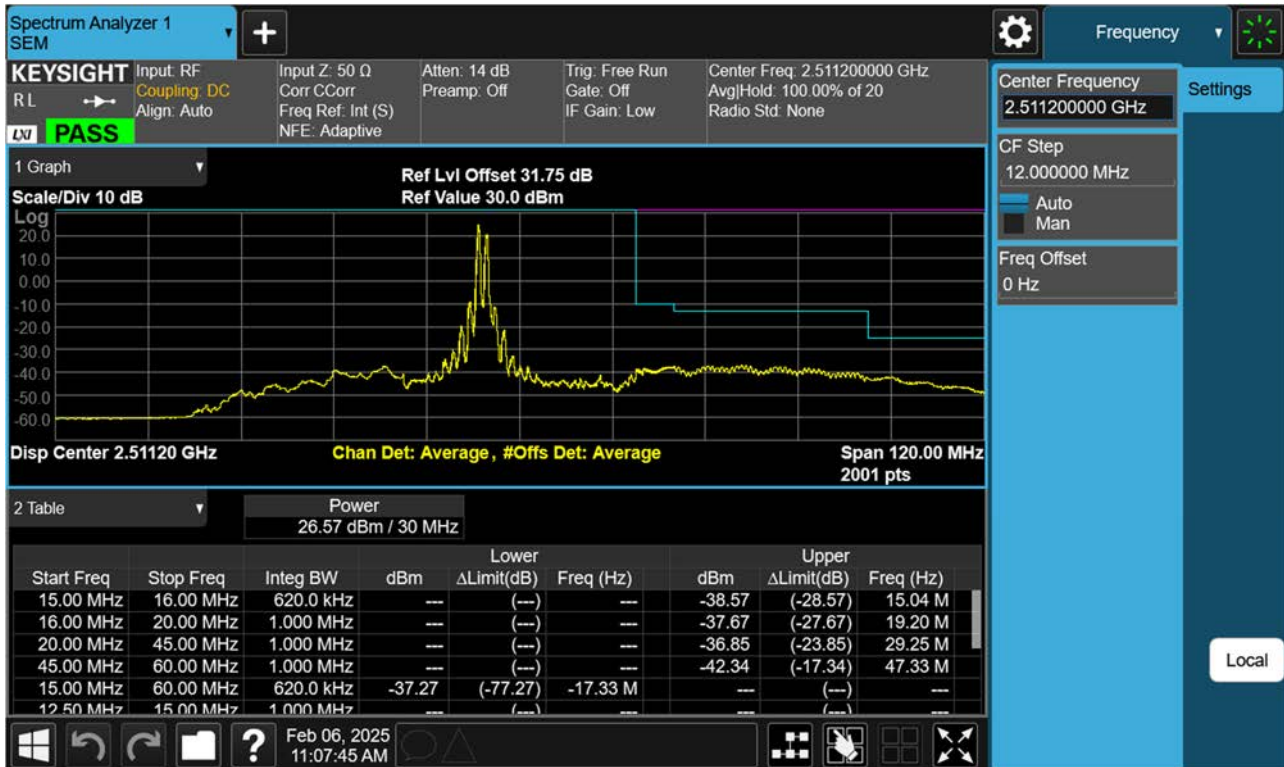 Spectrum Analyzer 1
SEM
+
Frequency
KEYSIGHT
RL
LXI PASS
Input: RF
Coupling: DC
Align: Auto
Input Z: 50 Ω
Corr CCorr
Freq Ref: Int (S)
NFE: Adaptive
Atten: 14 dB
Preamp: Off
Trig: Free Run
Gate: Off
IF Gain: Low
Center Freq: 2.511200000 GHz
Avg|Hold: 100.00% of 20
Radio Std: None
Center Frequency
2.511200000 GHz
Settings
CF Step
12.000000 MHz
Auto
Man
Freq Offset
0 Hz
Local
1 Graph
Scale/Div 10 dB
Ref Lvl Offset 31.75 dB
Ref Value 30.0 dBm
Log
20.0
10.0
0.00
-10.0
-20.0
-30.0
-40.0
-50.0
-60.0
Disp Center 2.51120 GHz Chan Det: Average, #Offs Det: Average Span 120.00 MHz
2001 pts
2 Table
Power
26.57 dBm / 30 MHz
Lower Upper
Start Freq Stop Freq Integ BW dBm ΔLimit(dB) Freq (Hz) dBm ΔLimit(dB) Freq (Hz)
15.00 MHz 16.00 MHz 620.0 kHz --- (---) --- -38.57 (-28.57) 15.04 M
16.00 MHz 20.00 MHz 1.000 MHz --- (---) --- -37.67 (-27.67) 19.20 M
20.00 MHz 45.00 MHz 1.000 MHz --- (---) --- -36.85 (-23.85) 29.25 M
45.00 MHz 60.00 MHz 1.000 MHz --- (---) --- -42.34 (-17.34) 47.33 M
15.00 MHz 60.00 MHz 620.0 kHz -37.27 (-77.27) -17.33 M --- (---) ---
12.50 MHz 15.00 MHz 1.000 MHz --- (---) --- --- (---) ---
?
Feb 06, 2025
11:07:45 AM